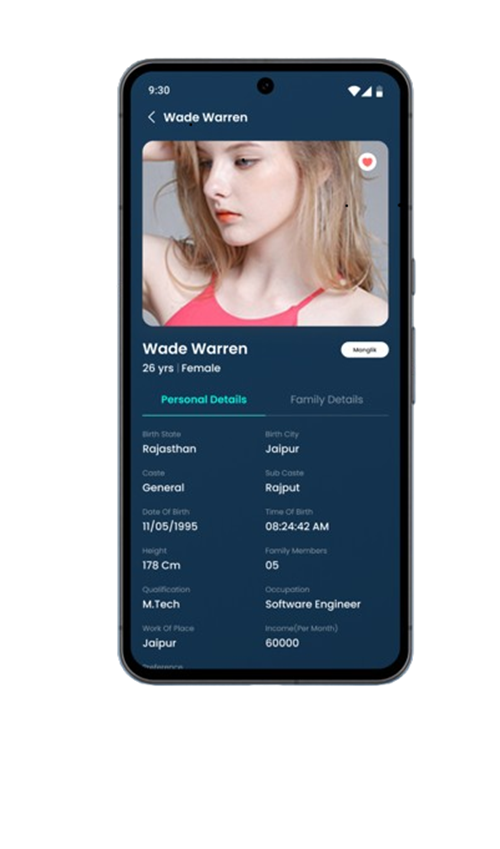 9:30
Wade Warren
Wade Warren
Manglik
26 yrs | Female
Personal Details Family Details
Birth State Birth City
Rajasthan Jaipur
Caste Sub Caste
General Rajput
Date Of Birth Time Of Birth
11/05/1995 08:24:42 AM
Height Family Members
178 Cm 05
Qualification Occupation
M.Tech Software Engineer
Work Of Place Income(Per Month)
Jaipur 60000
Preference